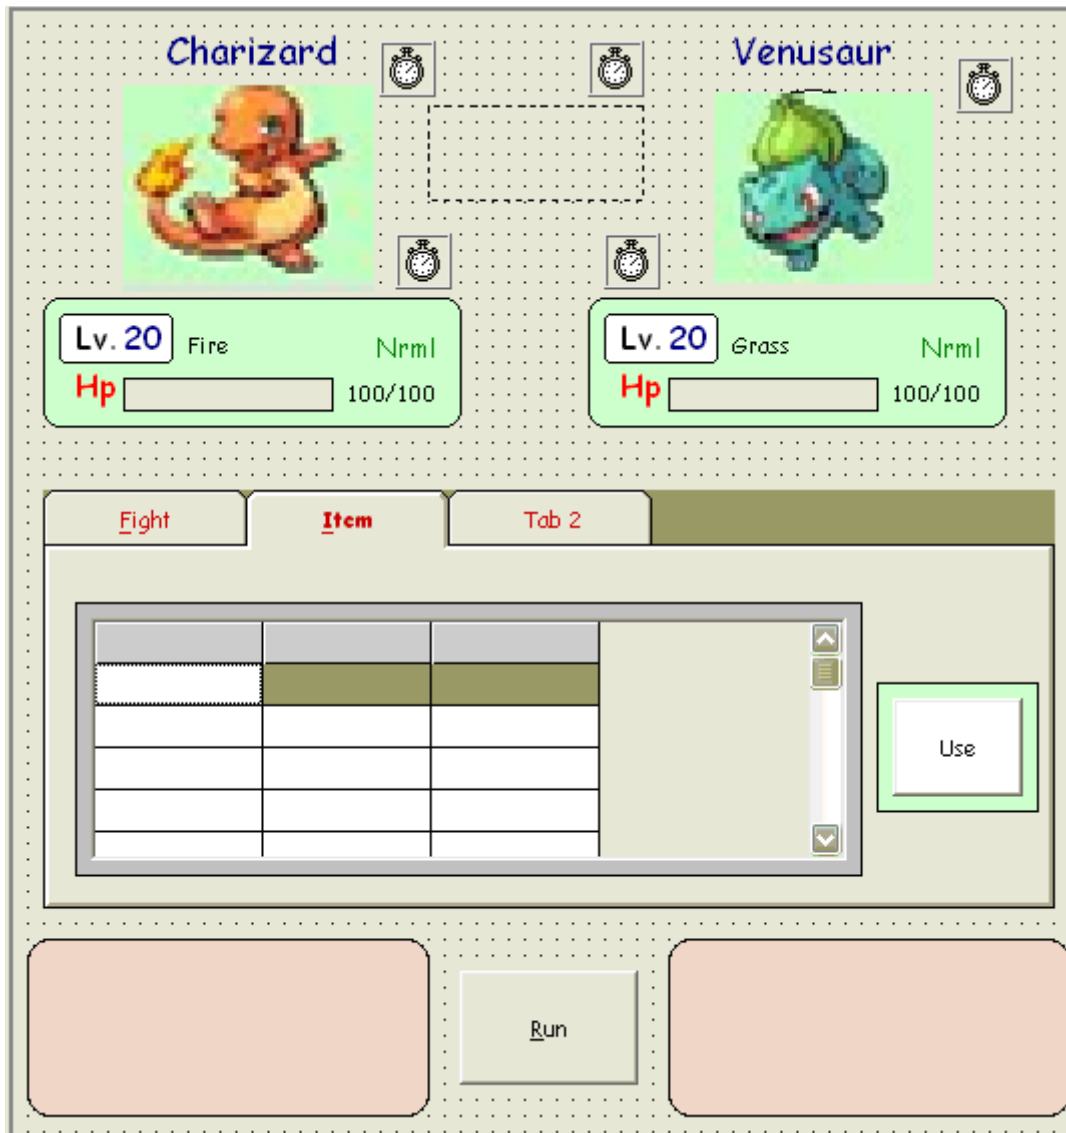 Charizard
Venusaur
Lv. 20 Fire Nrml
Hp 100/100
Lv. 20 Grass Nrml
Hp 100/100
Fight Item Tab 2
Use
Run